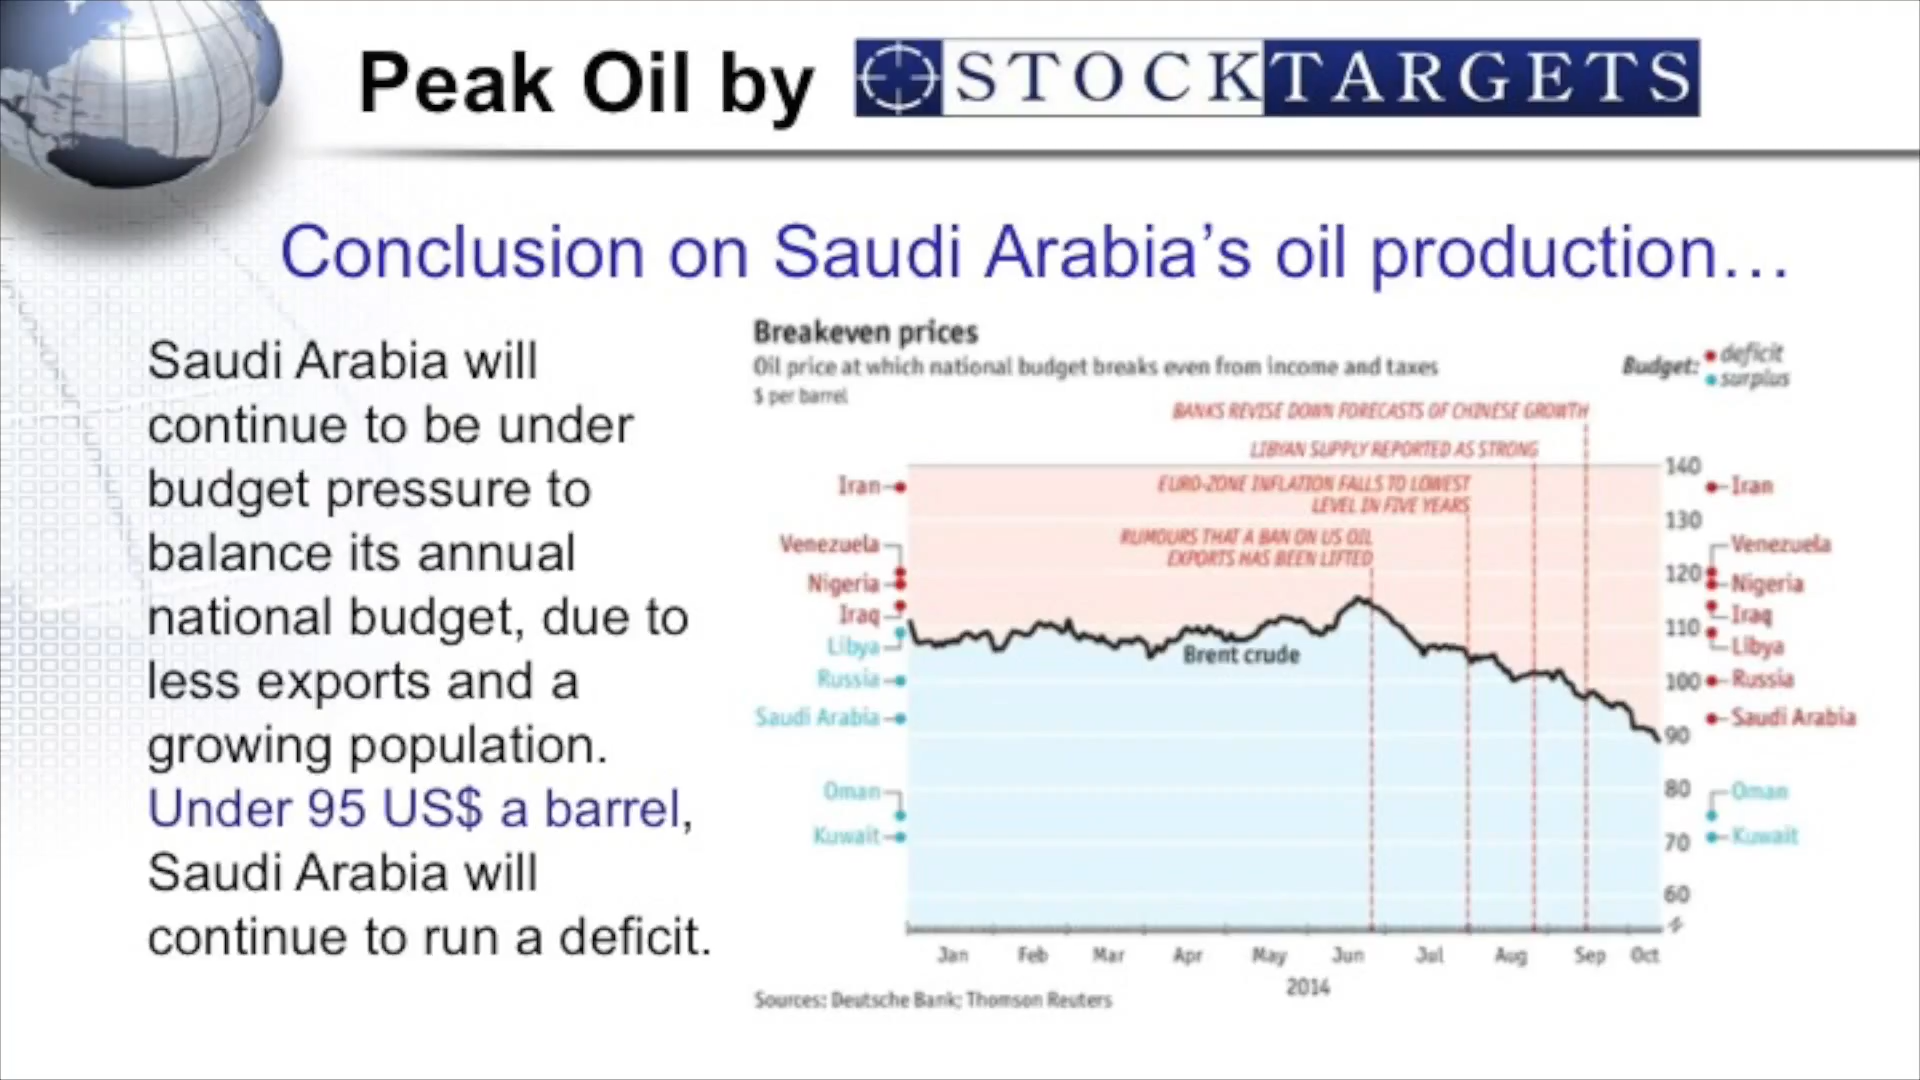 Peak Oil by STOCKTARGETS
Conclusion on Saudi Arabia’s oil production…
Saudi Arabia will
continue to be under
budget pressure to
balance its annual
national budget, due to
less exports and a
growing population.
Under 95 US$ a barrel,
Saudi Arabia will
continue to run a deficit.
Breakeven prices
Oil price at which national budget breaks even from income and taxes
$ per barrel
Budget: deficit
surplus
BANKS REVISE DOWN FORECASTS OF CHINESE GROWTH
LIBYAN SUPPLY REPORTED AS STRONG
EURO-ZONE INFLATION FALLS TO LOWEST
LEVEL IN FIVE YEARS
RUMOURS THAT A BAN ON US OIL
EXPORTS HAS BEEN LIFTED
Iran
Venezuela
Nigeria
Iraq
Libya
Russia
Saudi Arabia
Oman
Kuwait
Brent crude
140
130
120
110
100
90
80
70
60
Iran
Venezuela
Nigeria
Iraq
Libya
Russia
Saudi Arabia
Oman
Kuwait
Jan Feb Mar Apr May Jun Jul Aug Sep Oct
2014
Sources: Deutsche Bank; Thomson Reuters